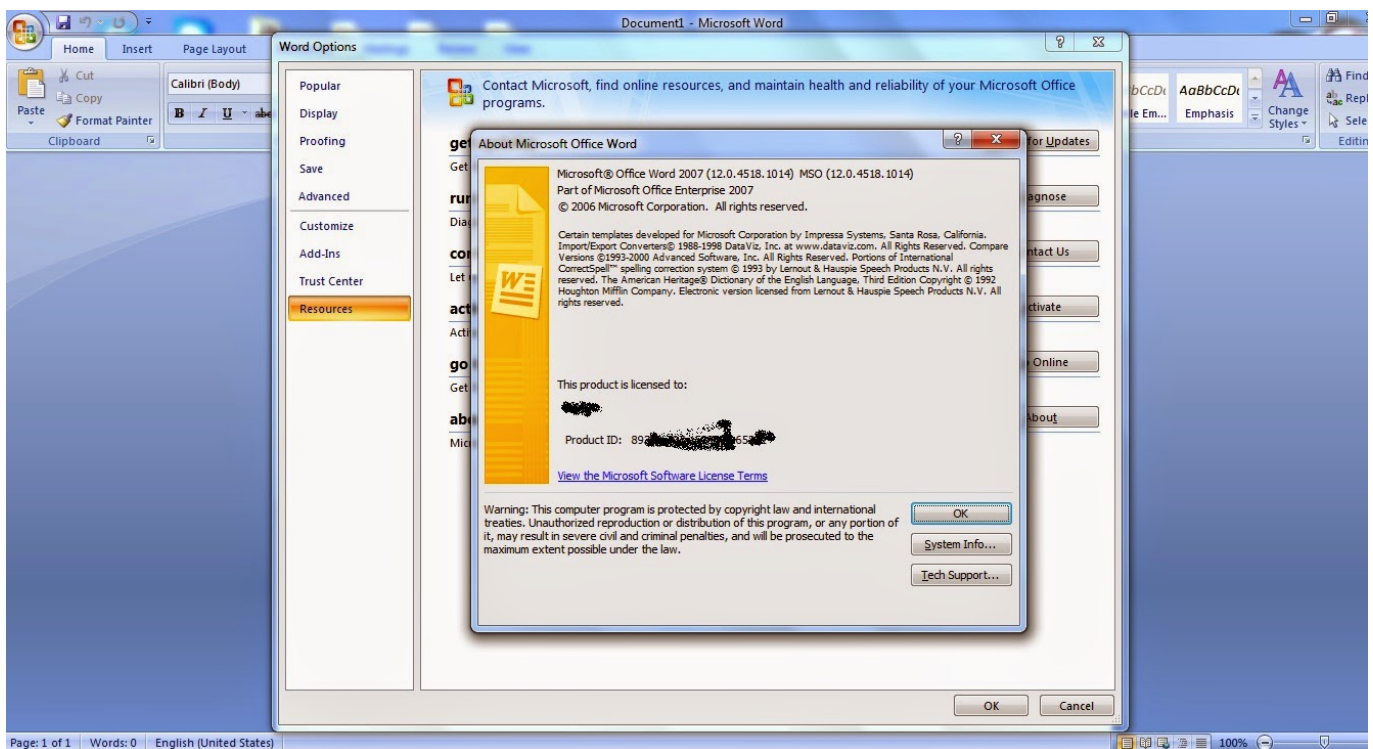 Document1 - Microsoft Word
Home Insert Page Layout
Cut
Copy
Paste
Format Painter
Clipboard
Calibri (Body)
B I U abc
AaBbCcDc
Emphasis
Change
Styles
Find
Page: 1 of 1 Words: 0 English (United States)
100%
Word Options
Popular
Display
Proofing
Save
Advanced
Customize
Add-Ins
Trust Center
Resources
Contact Microsoft, find online resources, and maintain health and reliability of your Microsoft Office
programs.
for Updates
Get
Activate
Online
About
OK Cancel
About Microsoft Office Word
Microsoft® Office Word 2007 (12.0.4518.1014) MSO (12.0.4518.1014)
Part of Microsoft Office Enterprise 2007
© 2006 Microsoft Corporation. All rights reserved.
Certain templates developed for Microsoft Corporation by Impressa Systems, Santa Rosa, California.
Import/Export Converters© 1988-1998 DataViz, Inc. at www.dataviz.com. All Rights Reserved. Compare
Versions ©1993-2000 Advanced Software, Inc. All Rights Reserved. Portions of International
CorrectSpell™ spelling correction system © 1993 by Lernout & Hauspie Speech Products N.V. All rights
reserved. The American Heritage® Dictionary of the English Language, Third Edition Copyright © 1992
Houghton Mifflin Company. Electronic version licensed from Lernout & Hauspie Speech Products N.V. All
rights reserved.
This product is licensed to:
Product ID:
View the Microsoft Software License Terms
Warning: This computer program is protected by copyright law and international
treaties. Unauthorized reproduction or distribution of this program, or any portion of
it, may result in severe civil and criminal penalties, and will be prosecuted to the
maximum extent possible under the law.
OK
System Info...
Tech Support...